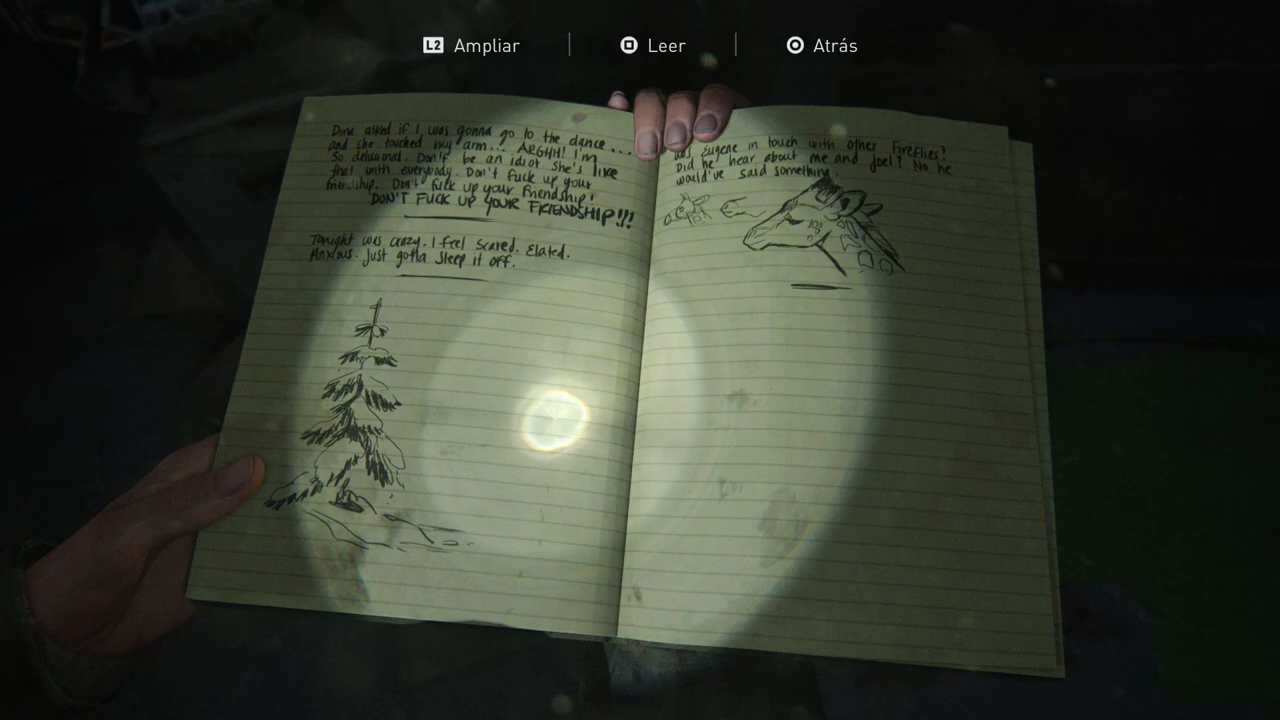 L2 Ampliar
Leer
Atrás
Dina asked if I was gonna go to the dance ...
and she touched my arm... ARGHH! I'm
so delusional. Don't be an idiot. She's like
that with everybody. Don't fuck up your
friendship. Don't fuck up your friendship!
DON'T FUCK UP YOUR FRIENDSHIP!!!
Tonight was crazy. I feel scared. Elated.
Anxious. Just gotta sleep it off.
Was Eugene in touch with other Fireflies?
Did he hear about me and Joel? No he
would've said something.